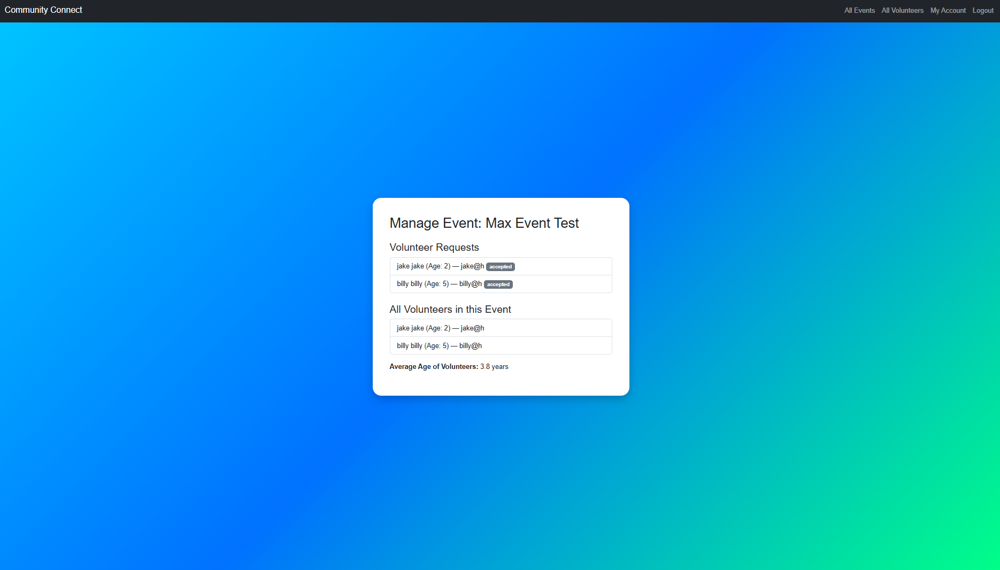 Community Connect
All Events All Volunteers My Account Logout
Manage Event: Max Event Test
Volunteer Requests
jake jake (Age: 2) — jake@h accepted
billy billy (Age: 5) — billy@h accepted
All Volunteers in this Event
jake jake (Age: 2) — jake@h
billy billy (Age: 5) — billy@h
Average Age of Volunteers: 3.8 years